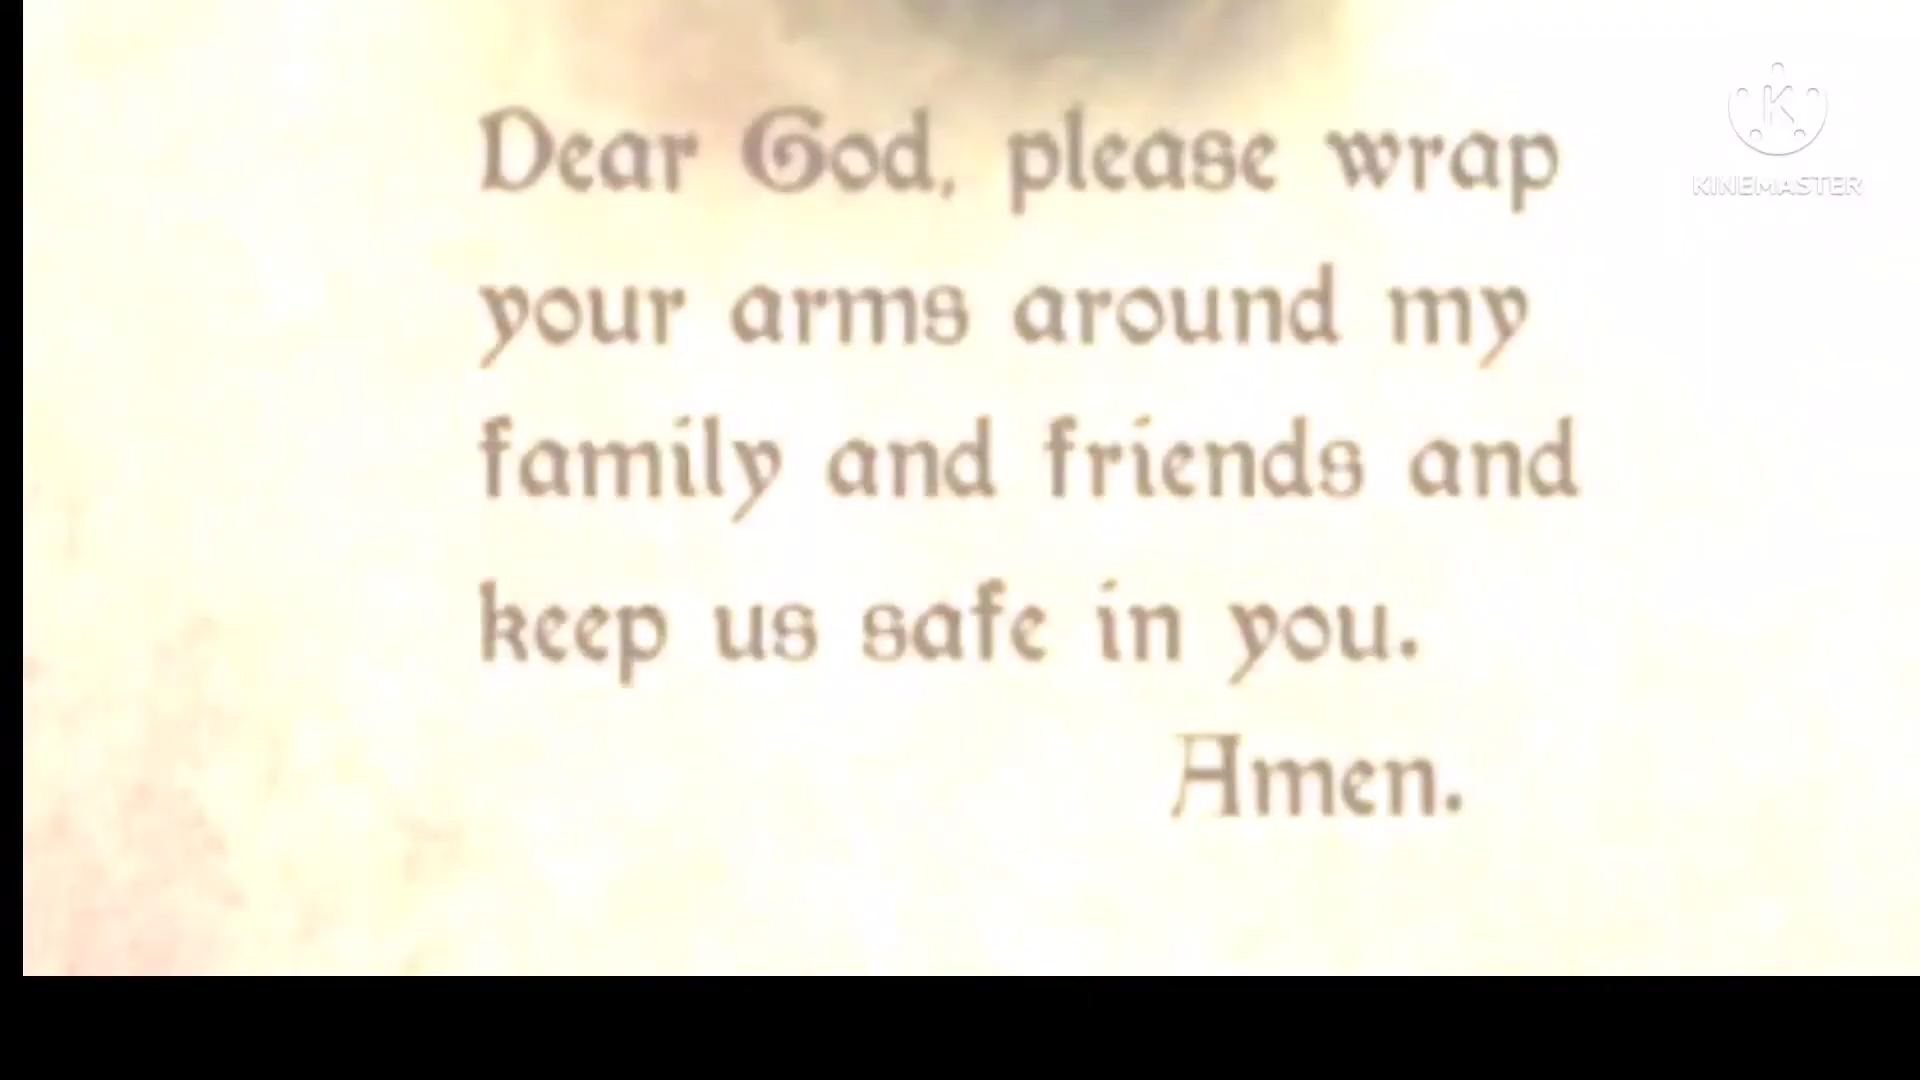 Dear God, please wrap
your arms around my
family and friends and
keep us safe in you.
Amen.
KINEMASTER